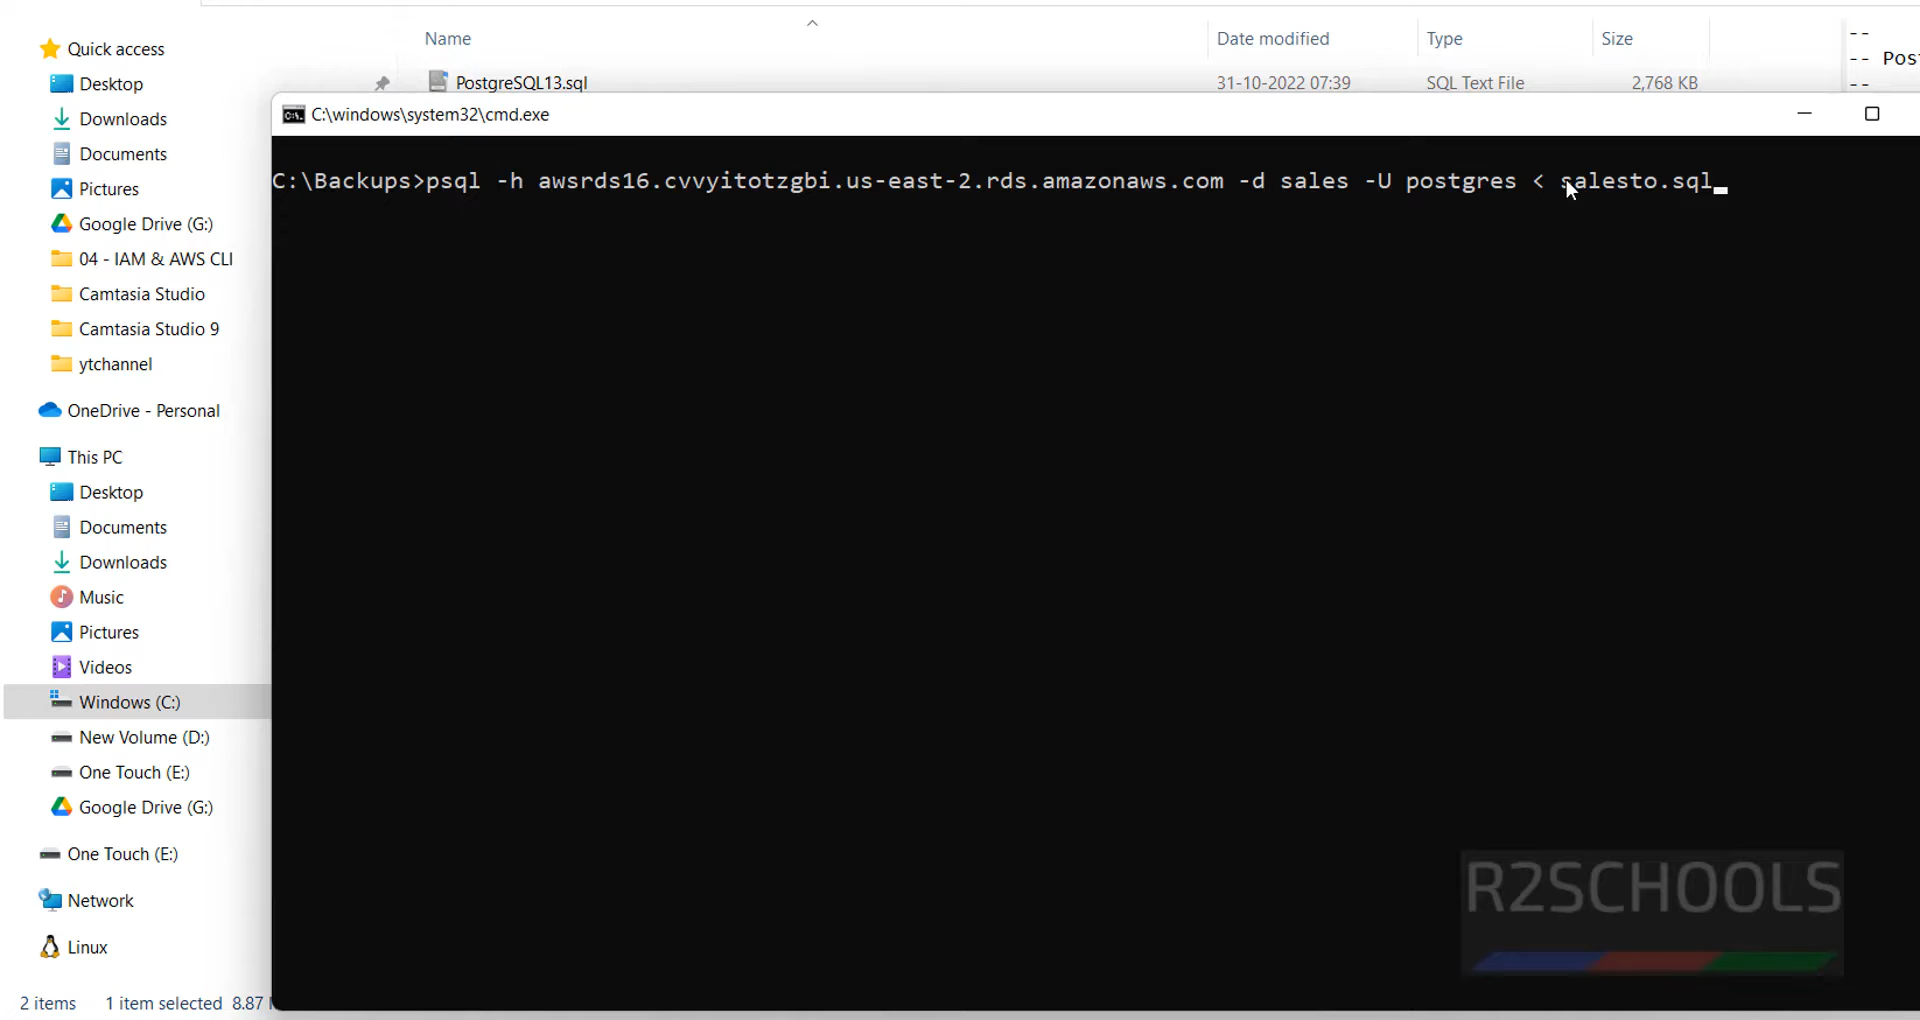 Name
Date modified
Type
Size
--
-- Pos
--
PostgreSQL13.sql
31-10-2022 07:39
SQL Text File
2,768 KB
Quick access
Desktop
Downloads
Documents
Pictures
Google Drive (G:)
04 - IAM & AWS CLI
Camtasia Studio
Camtasia Studio 9
ytchannel
OneDrive - Personal
This PC
Desktop
Documents
Downloads
Music
Pictures
Videos
Windows (C:)
New Volume (D:)
One Touch (E:)
Google Drive (G:)
One Touch (E:)
Network
Linux
2 items
1 item selected
8.87
C:\windows\system32\cmd.exe
C:\Backups>psql -h awsrds16.cvvyitotzgbi.us-east-2.rds.amazonaws.com -d sales -U postgres < salesto.sql
R2SCHOOLS